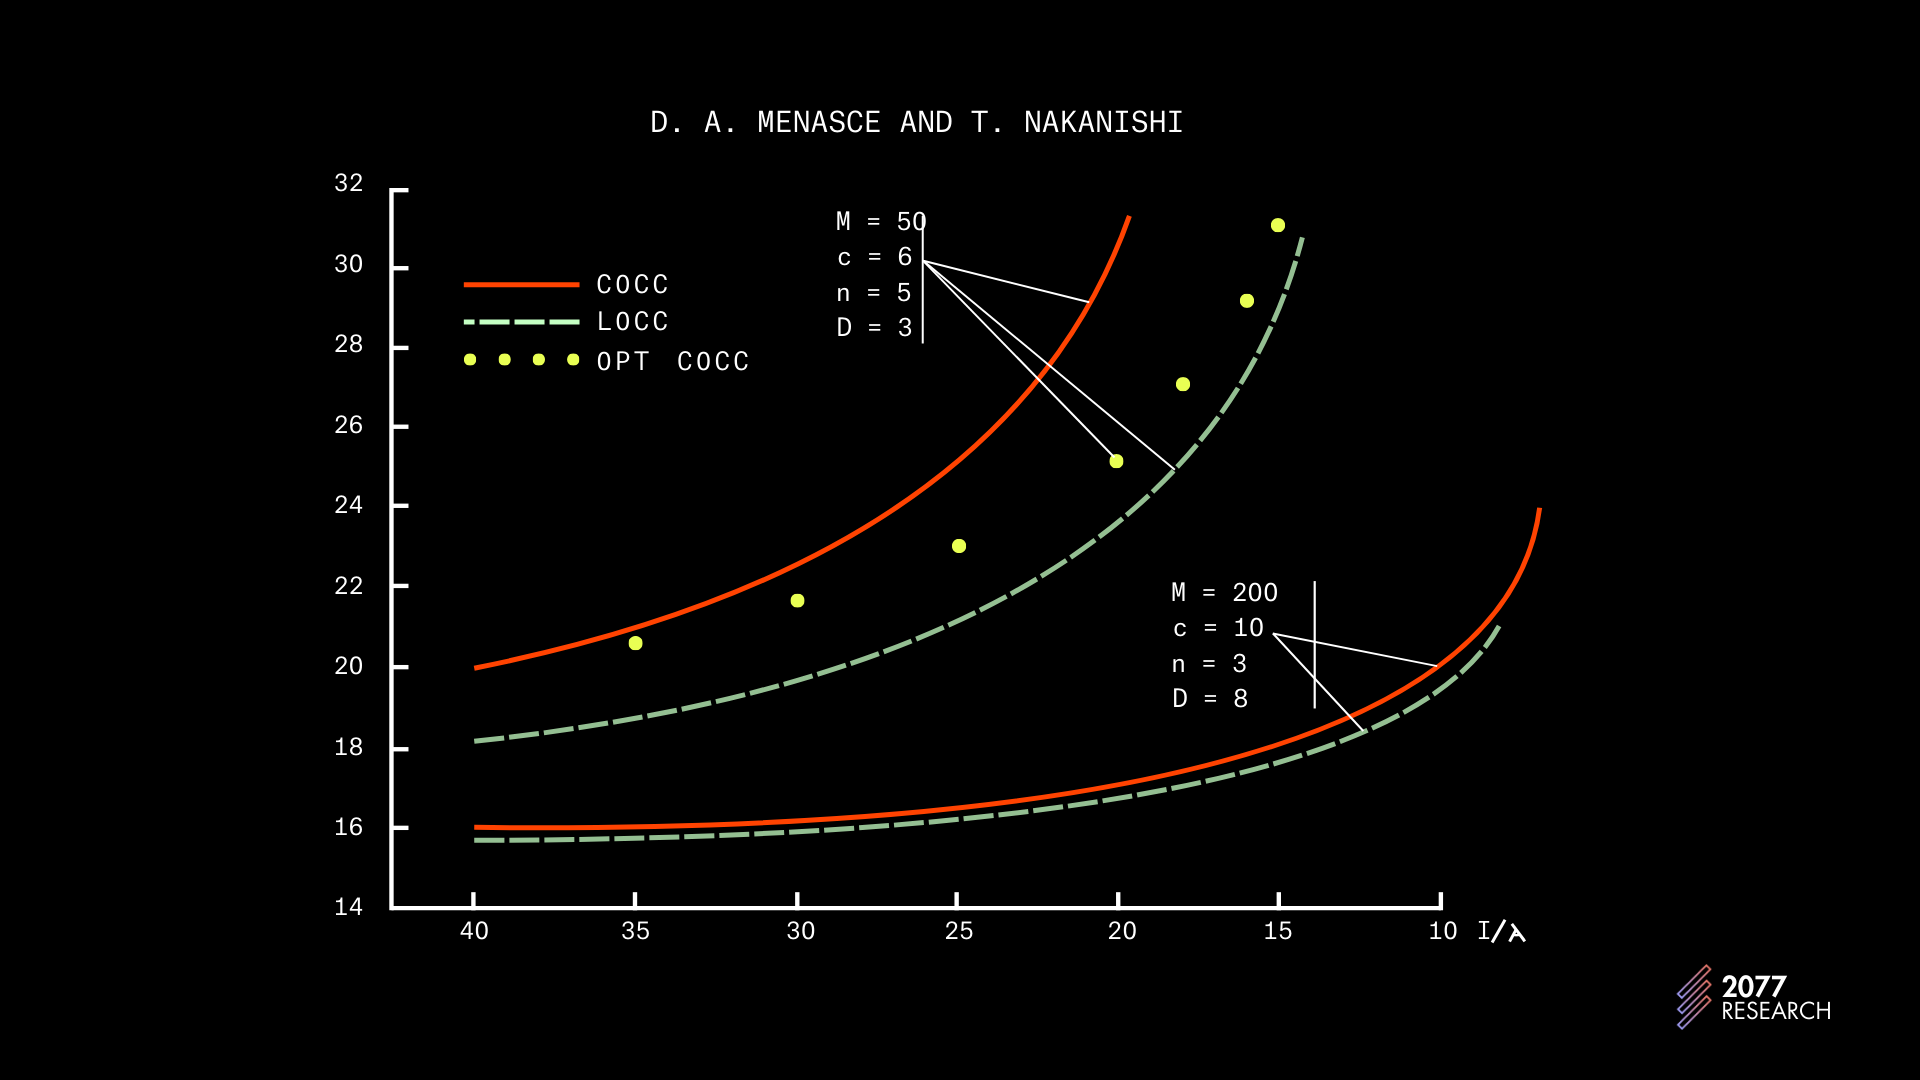 D. A. MENASCE AND T. NAKANISHI
32
30
28
26
24
22
20
18
16
14
COCC
LOCC
OPT COCC
M = 50
c = 6
n = 5
D = 3
M = 200
c = 10
n = 3
D = 8
40 35 30 25 20 15 10 I/λ
2077
RESEARCH